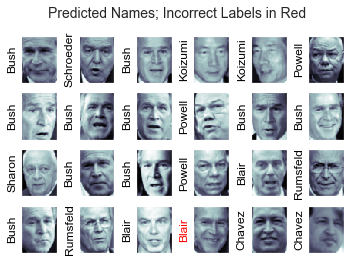 Predicted Names; Incorrect Labels in Red
Bush Schroeder Bush Koizumi Koizumi Powell
Bush Bush Bush Powell Bush Bush
Sharon Bush Bush Powell Blair Rumsfeld
Bush Rumsfeld Blair Blair Chavez Chavez